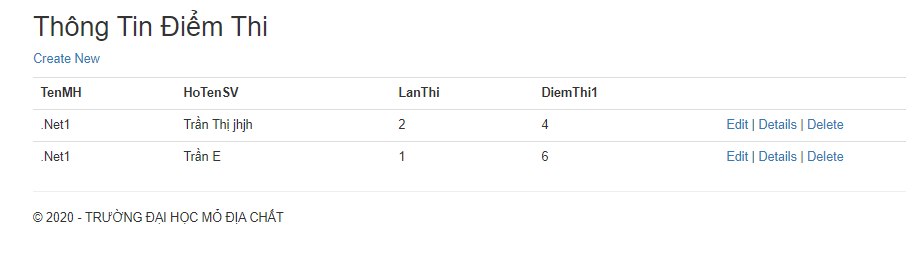 Thông Tin Điểm Thi
Create New
TenMH HoTenSV LanThi DiemThi1
.Net1 Trần Thị jhjh 2 4 Edit | Details | Delete
.Net1 Trần E 1 6 Edit | Details | Delete
© 2020 - TRƯỜNG ĐẠI HỌC MỎ ĐỊA CHẤT